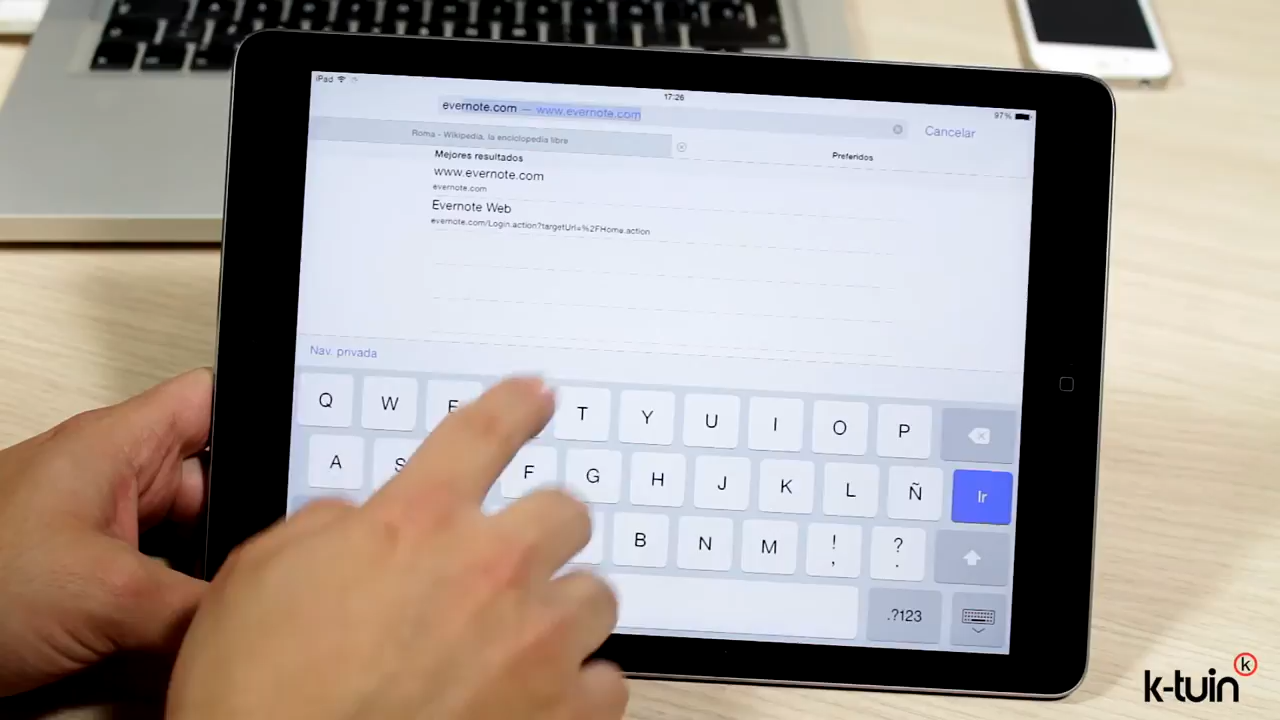 iPad
17:26
97%
evernote.com — www.evernote.com
Cancelar
Roma - Wikipedia, la enciclopedia libre
Preferidos
Mejores resultados
www.evernote.com
evernote.com
Evernote Web
evernote.com/Login.action?targetUrl=%2FHome.action
Nav. privada
Q W E T Y U I O P
A S F G H J K L Ñ Ir
B N M ! , ? .
.?123
k-tuin k